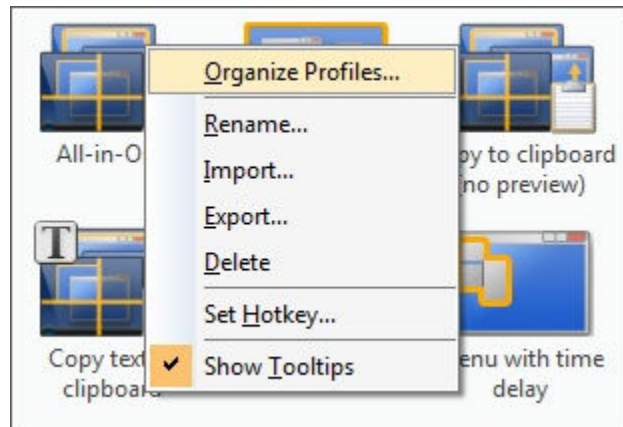 Organize Profiles...
Rename...
Import...
Export...
Delete
Set Hotkey...
Show Tooltips
All-in-O
py to clipboard
no preview)
T
Copy text
clipboard
enu with time
delay